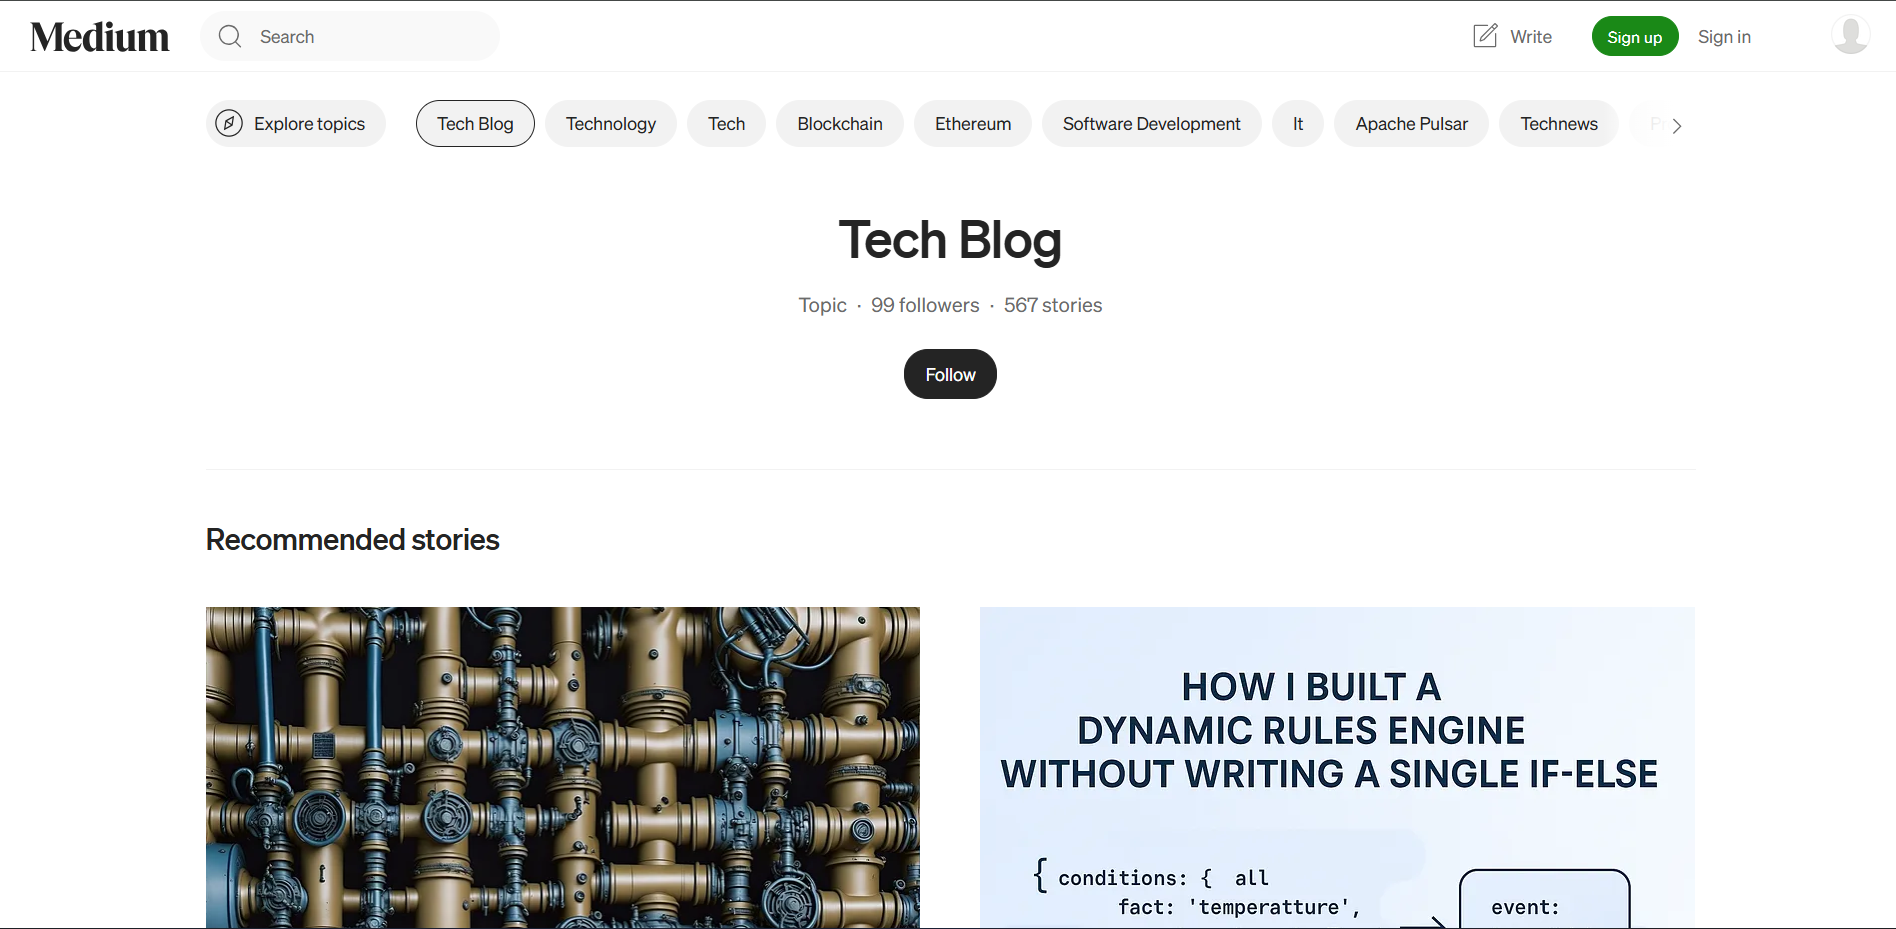 Medium
Search
Write
Sign up
Sign in
Explore topics
Tech Blog
Technology
Tech
Blockchain
Ethereum
Software Development
It
Apache Pulsar
Technews
Tech Blog
Topic · 99 followers · 567 stories
Follow
Recommended stories
HOW I BUILT A
DYNAMIC RULES ENGINE
WITHOUT WRITING A SINGLE IF-ELSE
{ conditions: { all
fact: 'temperatture',
event: